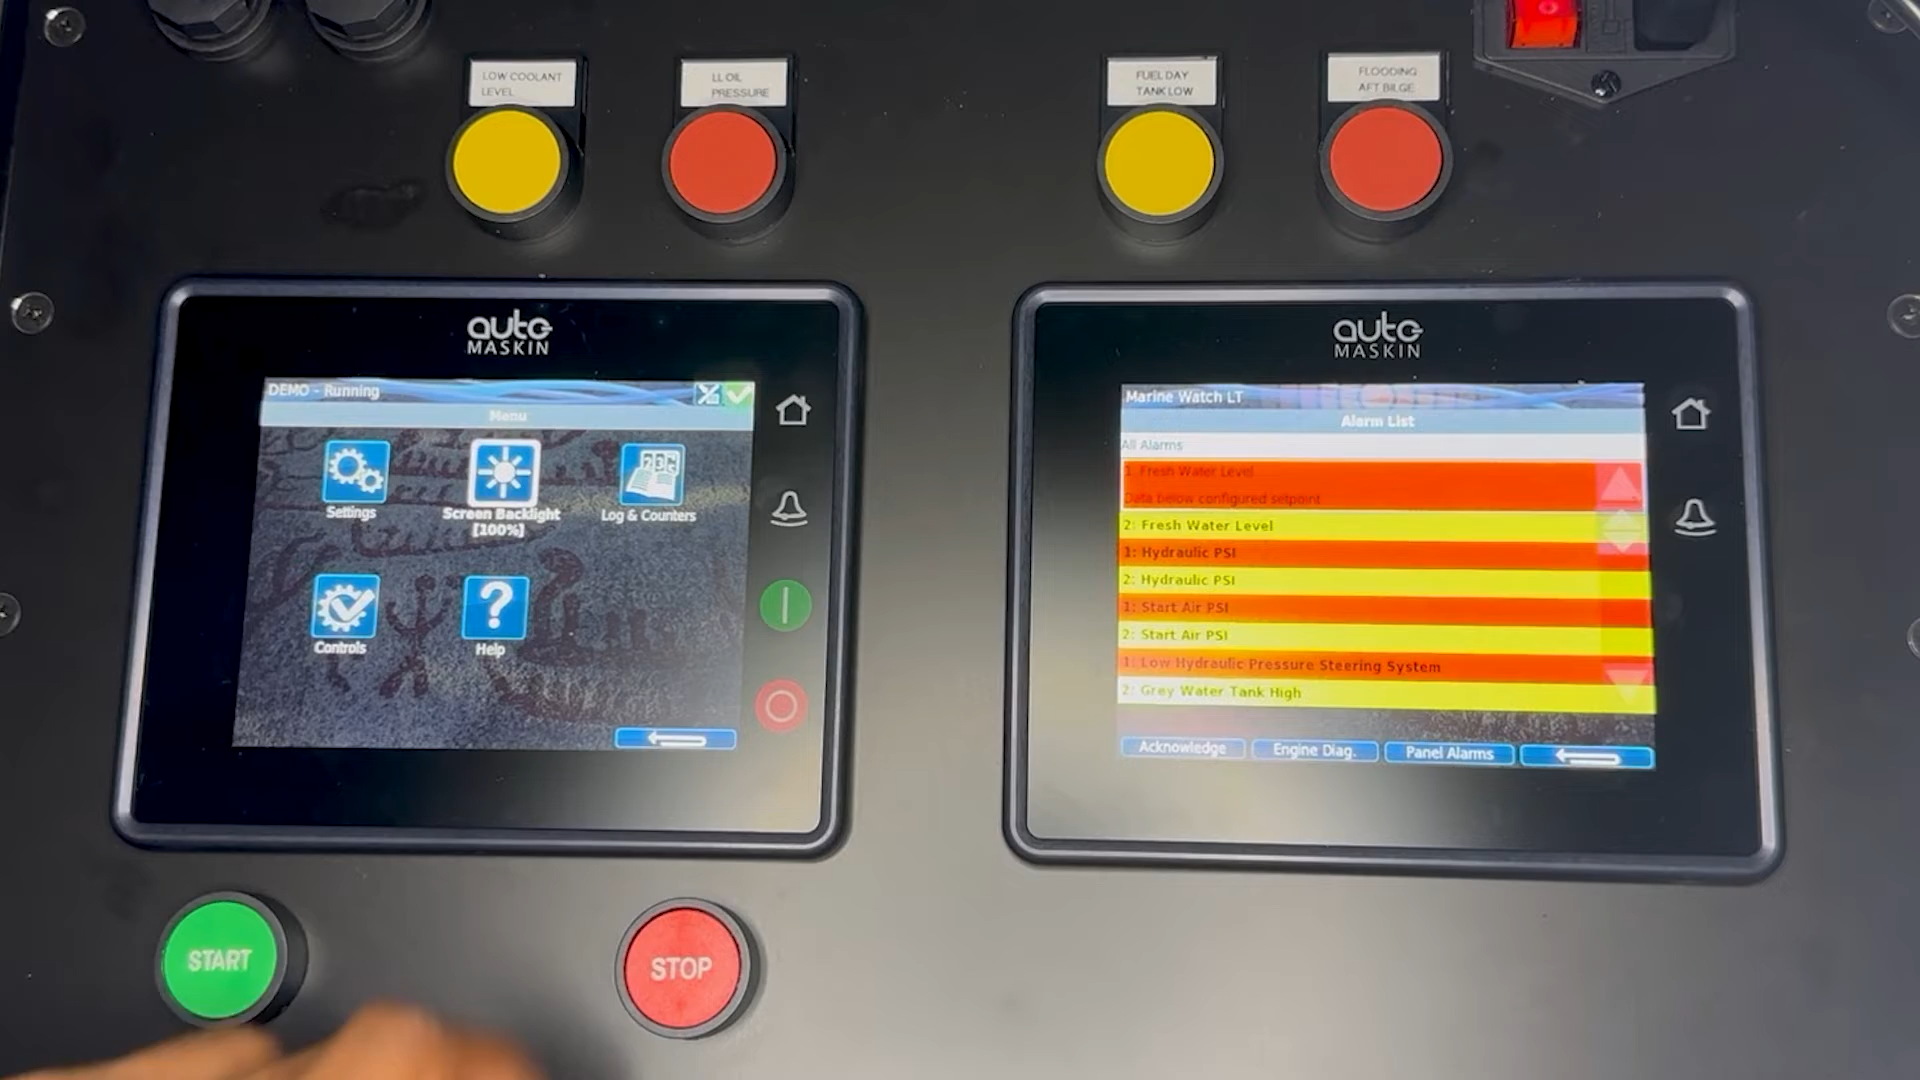 LOW COOLANT
LEVEL
LL OIL
PRESSURE
FUEL DAY
TANK LOW
FLOODING
AFT BILGE
auto
MASKIN
DEMO - Running
Menu
Settings
Screen Backlight
[100%]
Log & Counters
Controls
Help
auto
MASKIN
Marine Watch LT
Alarm List
All Alarms
1: Fresh Water Level
Data below configured setpoint
2: Fresh Water Level
1: Hydraulic PSI
2: Hydraulic PSI
1: Start Air PSI
2: Start Air PSI
1: Low Hydraulic Pressure Steering System
2: Grey Water Tank High
Acknowledge
Engine Diag.
Panel Alarms
START
STOP